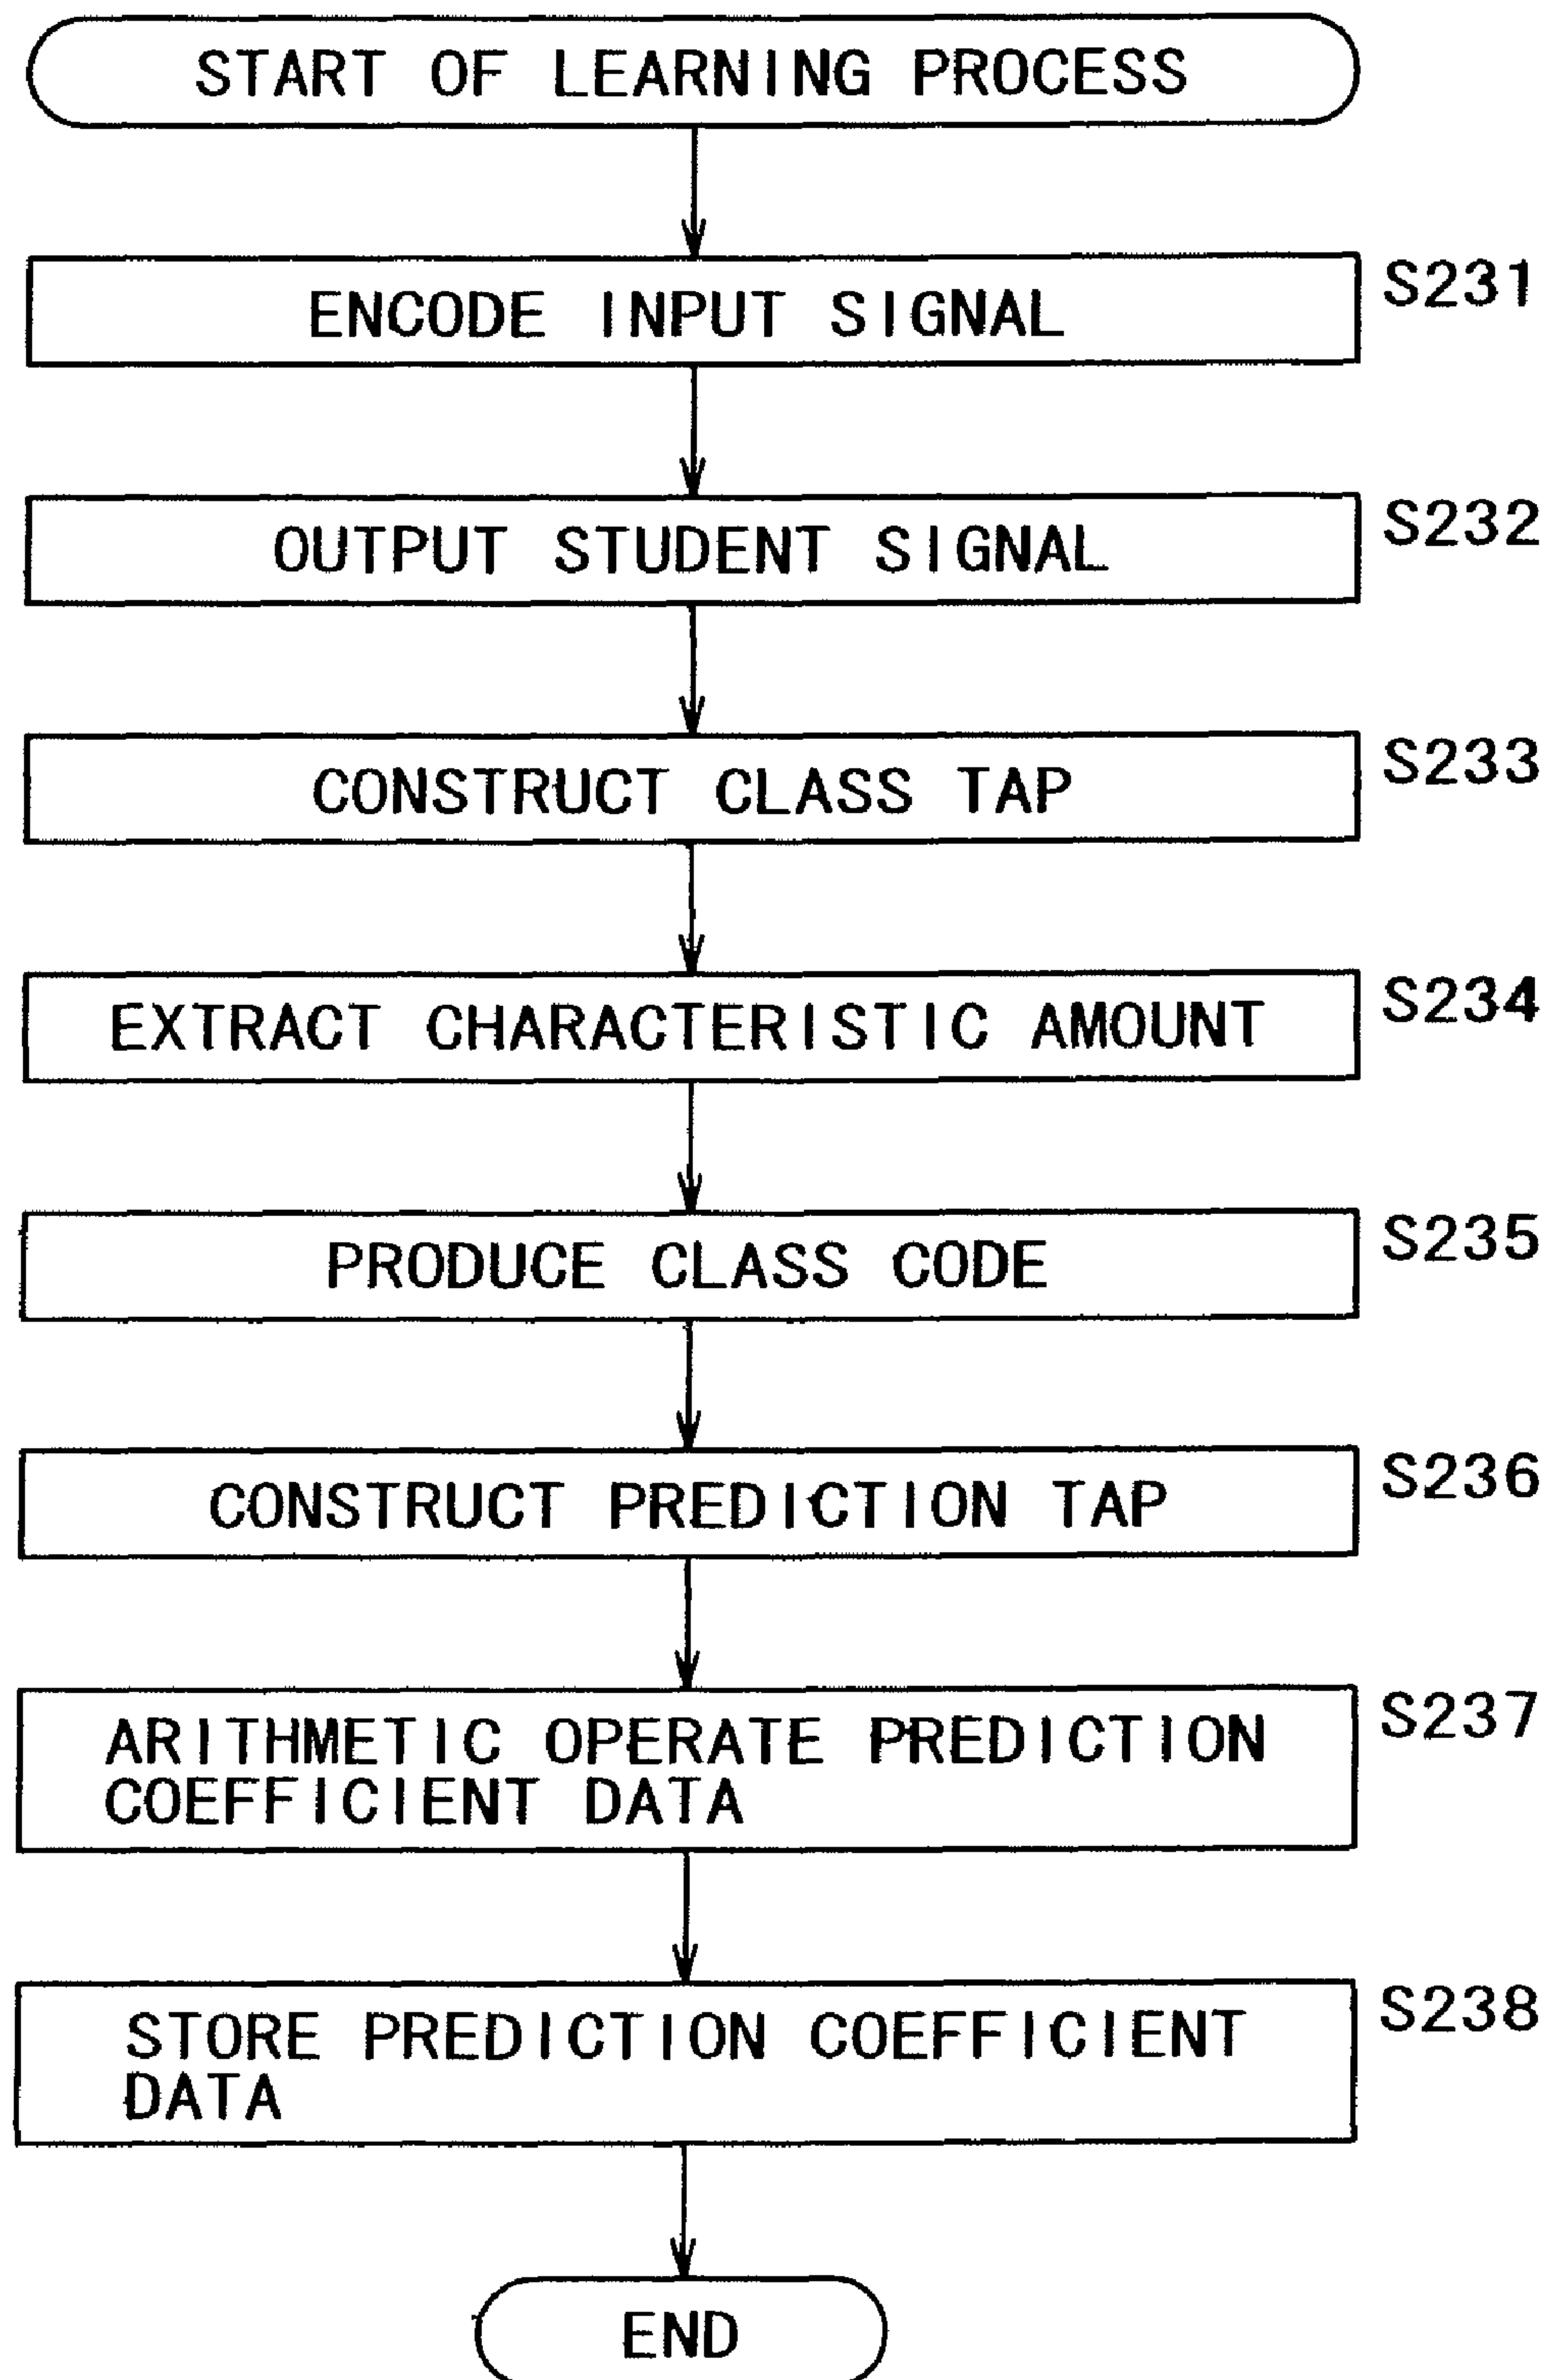 START OF LEARNING PROCESS
ENCODE INPUT SIGNAL
S231
OUTPUT STUDENT SIGNAL
S232
CONSTRUCT CLASS TAP
S233
EXTRACT CHARACTERISTIC AMOUNT
S234
PRODUCE CLASS CODE
S235
CONSTRUCT PREDICTION TAP
S236
ARITHMETIC OPERATE PREDICTION
COEFFICIENT DATA
S237
STORE PREDICTION COEFFICIENT
DATA
S238
END